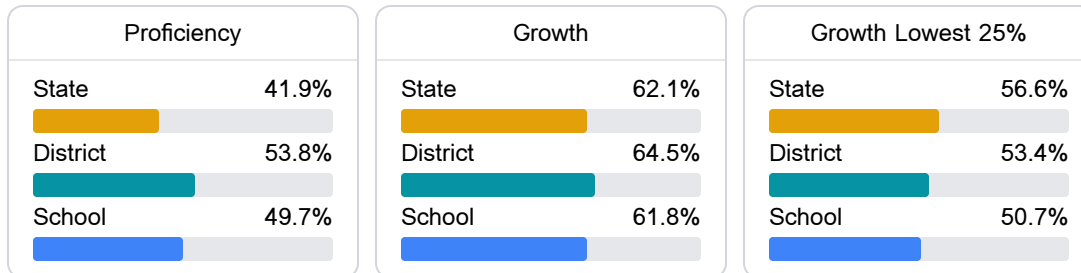 Proficiency
State 41.9%
District 53.8%
School 49.7%
Growth
State 62.1%
District 64.5%
School 61.8%
Growth Lowest 25%
State 56.6%
District 53.4%
School 50.7%